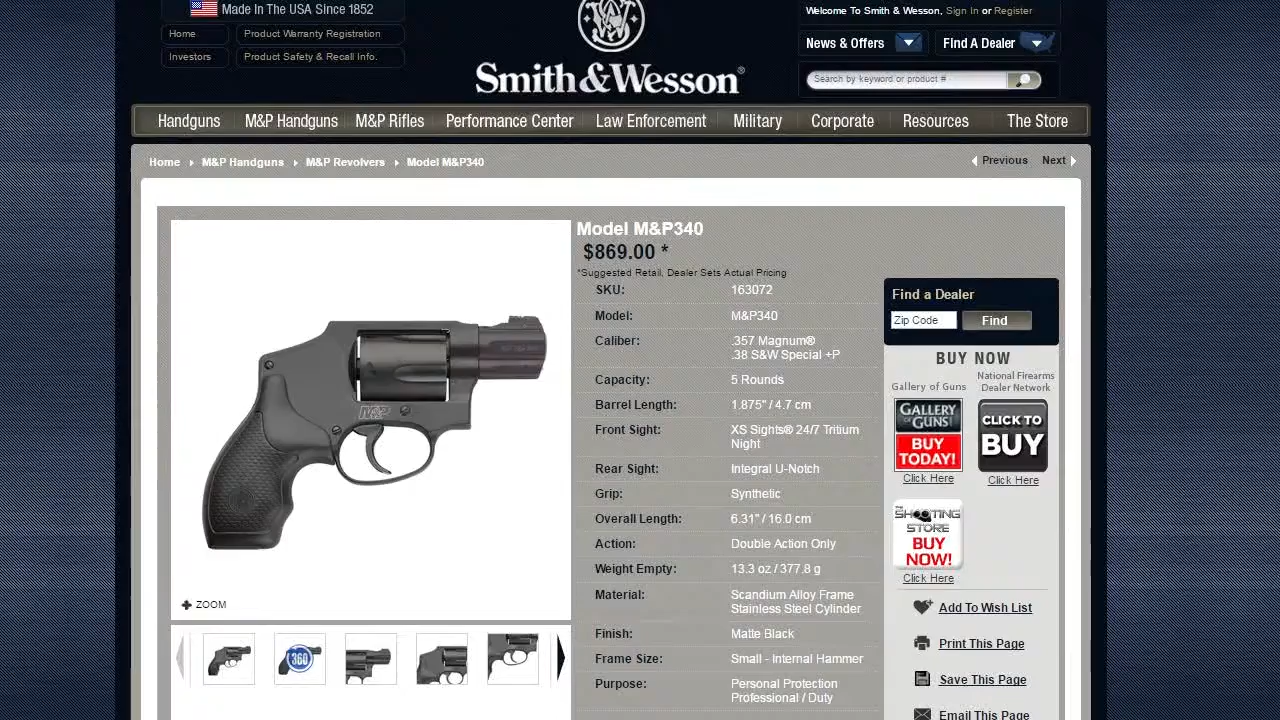 Made In The USA Since 1852
Home
Product Warranty Registration
Investors
Product Safety & Recall Info.
Smith&Wesson®
Welcome To Smith & Wesson, Sign In or Register
News & Offers
Find A Dealer
Search by keyword or product #
Handguns
M&P Handguns
M&P Rifles
Performance Center
Law Enforcement
Military
Corporate
Resources
The Store
Home
M&P Handguns
M&P Revolvers
Model M&P340
Previous
Next
Model M&P340
$869.00 *
*Suggested Retail, Dealer Sets Actual Pricing
SKU: 163072
Model: M&P340
Caliber: .357 Magnum®
.38 S&W Special +P
Capacity: 5 Rounds
Barrel Length: 1.875" / 4.7 cm
Front Sight: XS Sights® 24/7 Tritium
Night
Rear Sight: Integral U-Notch
Grip: Synthetic
Overall Length: 6.31" / 16.0 cm
Action: Double Action Only
Weight Empty: 13.3 oz / 377.8 g
Material: Scandium Alloy Frame
Stainless Steel Cylinder
Finish: Matte Black
Frame Size: Small - Internal Hammer
Purpose: Personal Protection
Professional / Duty
M&P
ZOOM
360
Find a Dealer
Zip Code
Find
BUY NOW
Gallery of Guns
National Firearms
Dealer Network
GALLERY
OF GUNS!
BUY
TODAY!
Click Here
CLICK TO
BUY
Click Here
THE
SHOOTING
STORE
BUY
NOW!
Click Here
Add To Wish List
Print This Page
Save This Page
Email This Page